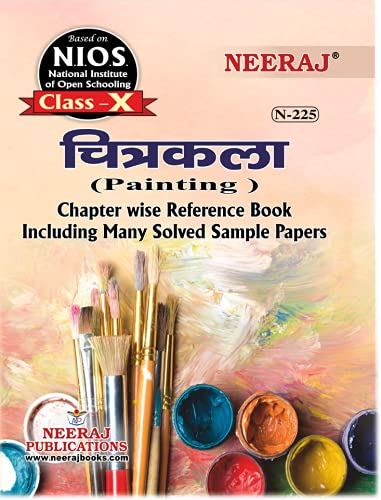 Based on
N.I.O.S.
National Institute
of Open Schooling
Class-X
NEERAJ®
N-225
चित्रकला
(Painting )
Chapter wise Reference Book
Including Many Solved Sample Papers
NEERAJ
PUBLICATIONS
www.neerajbooks.com